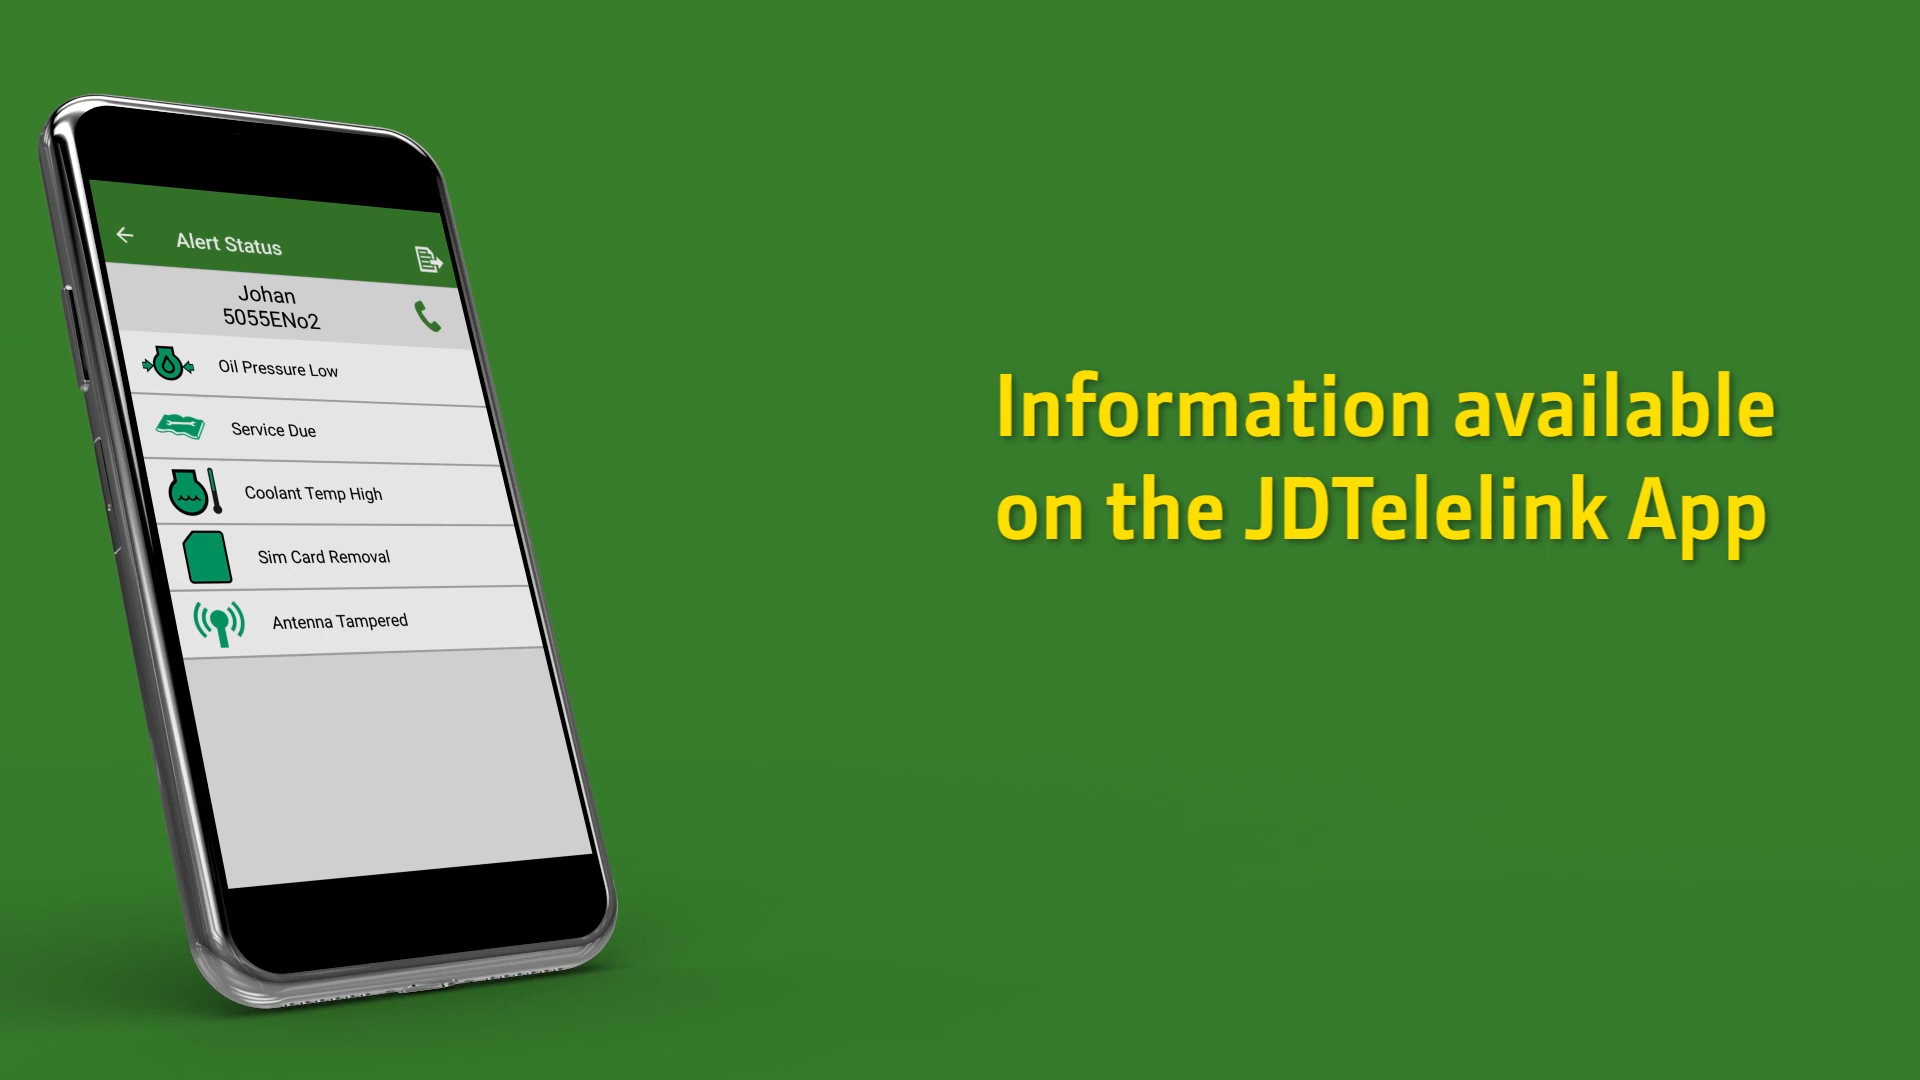 Alert Status
Johan
5055ENo2
Oil Pressure Low
Service Due
Coolant Temp High
Sim Card Removal
Antenna Tampered
Information available
on the JDTelelink App